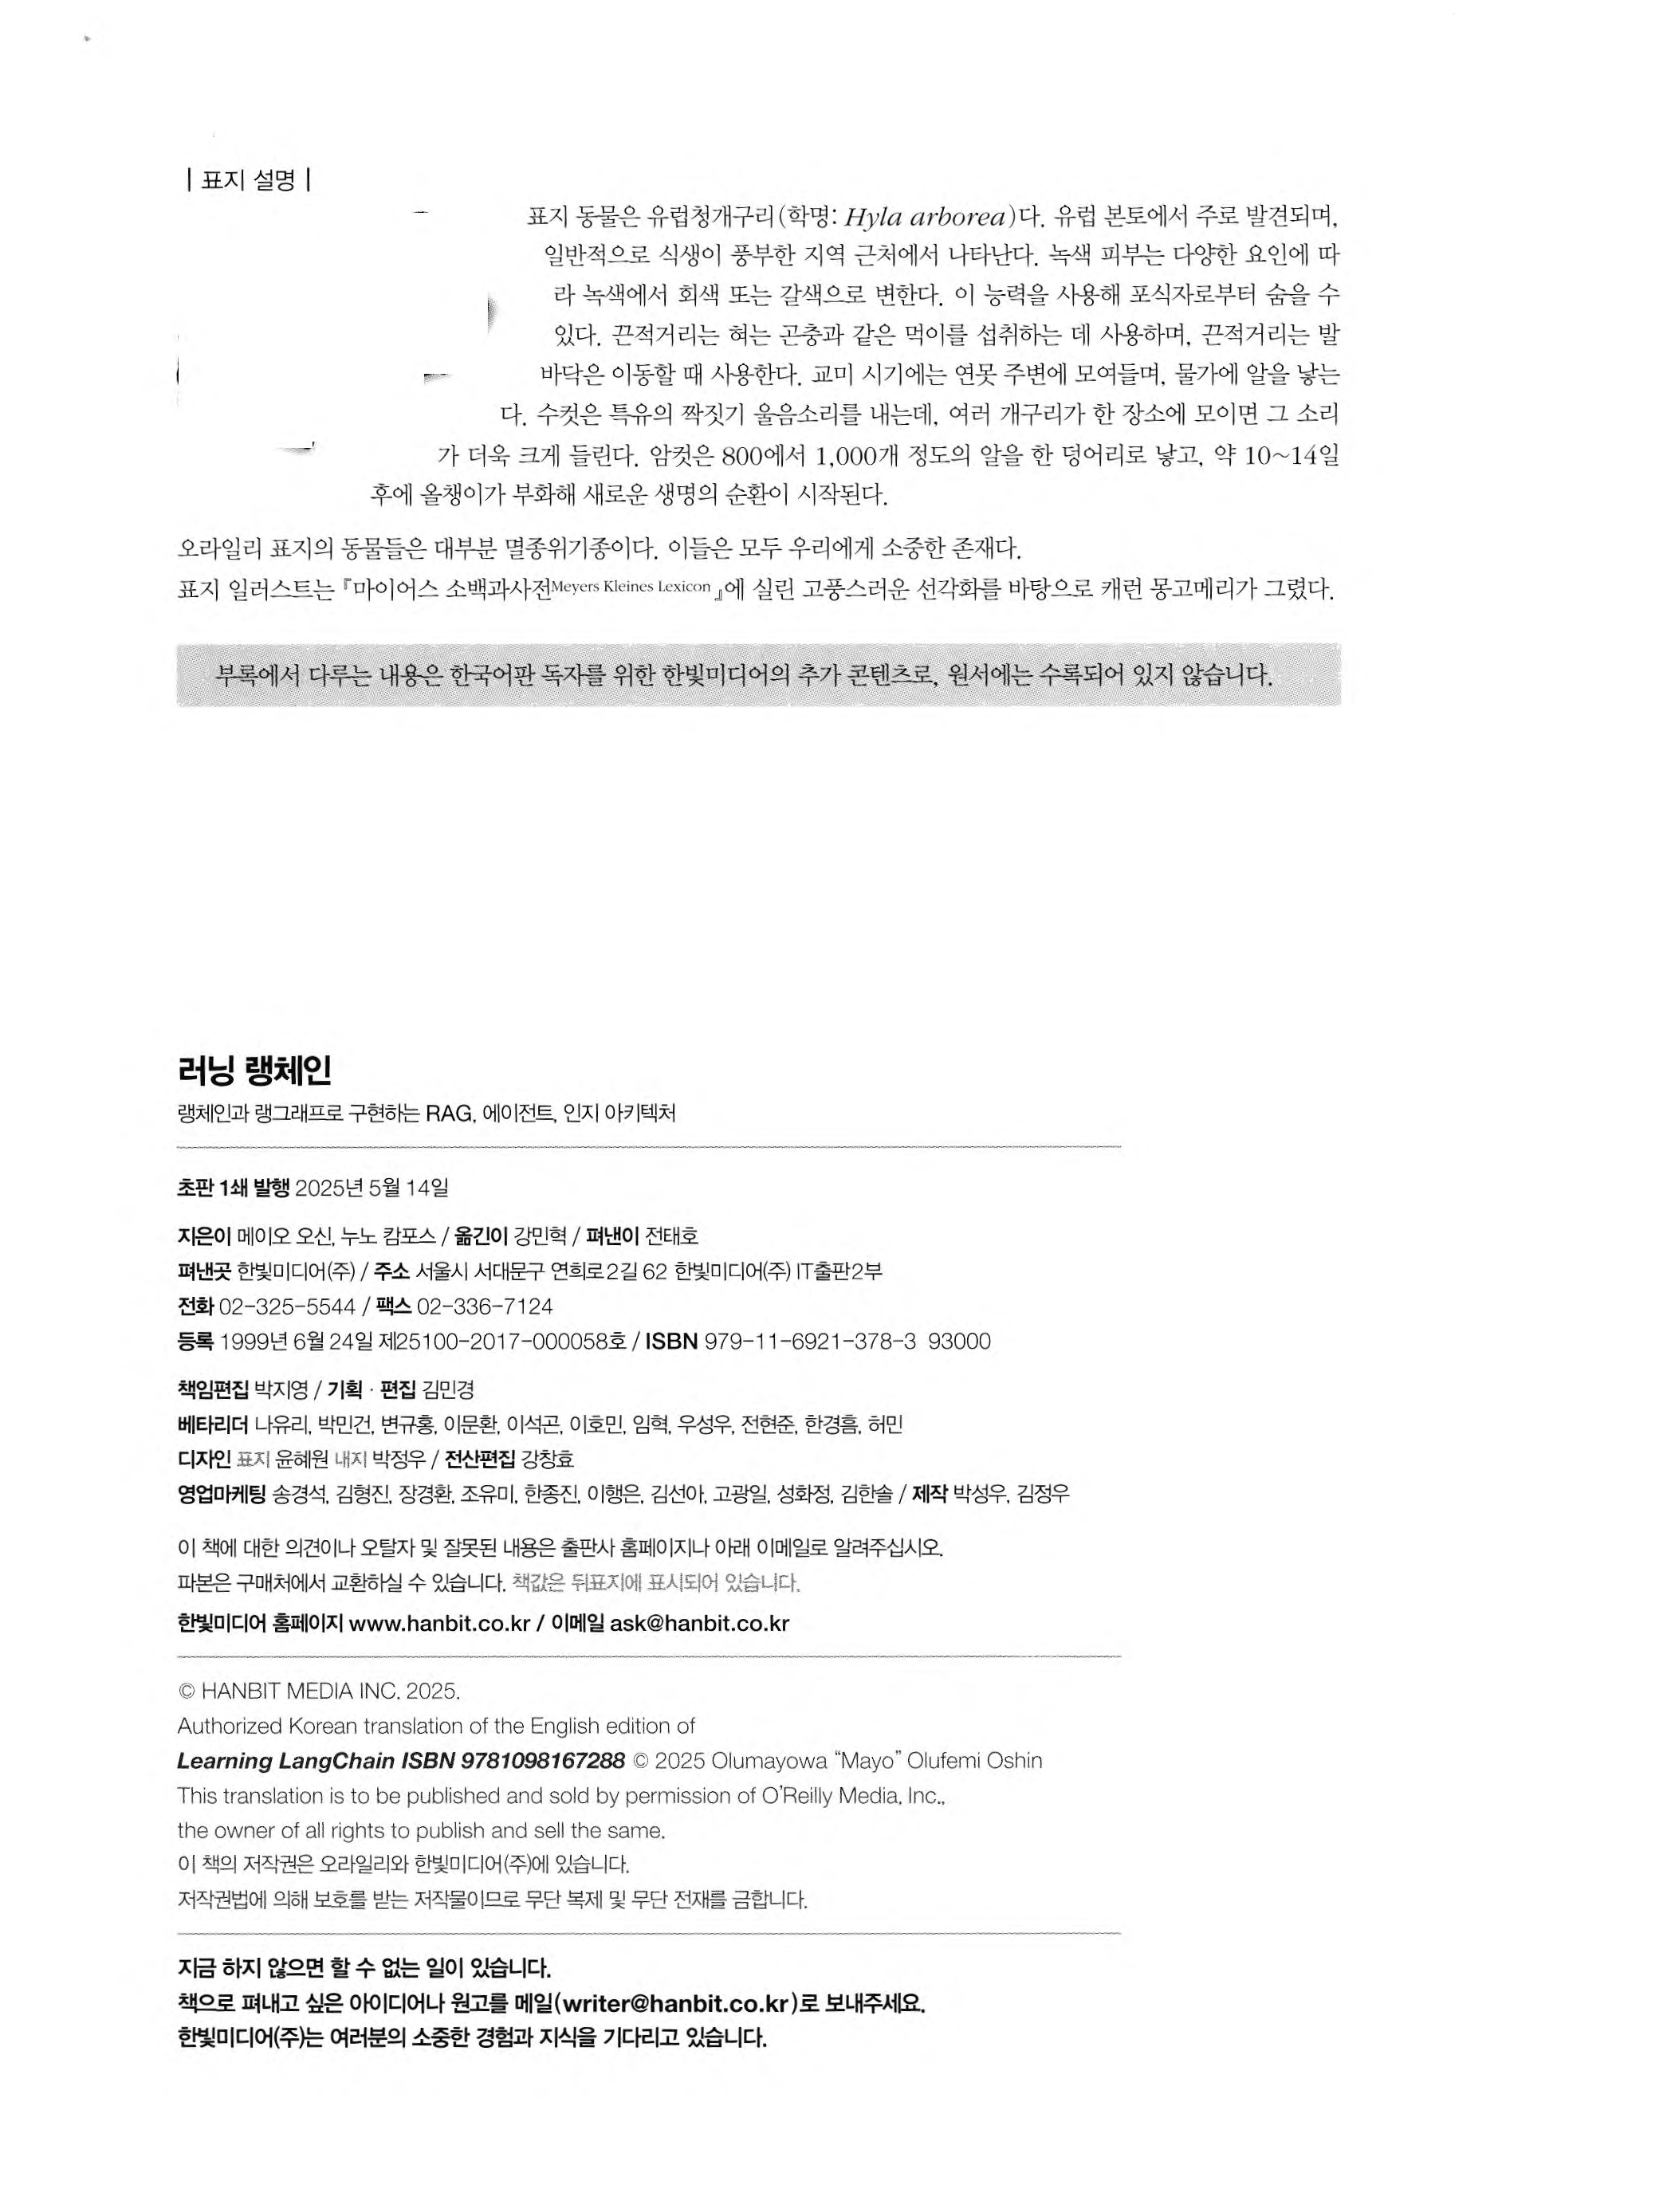 | 표지 설명 |
표지 동물은 유럽청개구리(학명: Hyla arborea)다. 유럽 본토에서 주로 발견되며,
일반적으로 식생이 풍부한 지역 근처에서 나타난다. 녹색 피부는 다양한 요인에 따
라 녹색에서 회색 또는 갈색으로 변한다. 이 능력을 사용해 포식자로부터 숨을 수
있다. 끈적거리는 혀는 곤충과 같은 먹이를 섭취하는 데 사용하며, 끈적거리는 발
바닥은 이동할 때 사용한다. 교미 시기에는 연못 주변에 모여들며, 물가에 알을 낳는
다. 수컷은 특유의 짝짓기 울음소리를 내는데, 여러 개구리가 한 장소에 모이면 그 소리
가 더욱 크게 들린다. 암컷은 800에서 1,000개 정도의 알을 한 덩어리로 낳고, 약 10~14일
후에 올챙이가 부화해 새로운 생명의 순환이 시작된다.
오라일리 표지의 동물들은 대부분 멸종위기종이다. 이들은 모두 우리에게 소중한 존재다.
표지 일러스트는 『마이어스 소백과사전Meyers Kleines Lexicon』에 실린 고풍스러운 선각화를 바탕으로 캐런 몽고메리가 그렸다.
부록에서 다루는 내용은 한국어판 독자를 위한 한빛미디어의 추가 콘텐츠로, 원서에는 수록되어 있지 않습니다.
러닝 랭체인
랭체인과 랭그래프로 구현하는 RAG, 에이전트, 인지 아키텍처
초판 1쇄 발행 2025년 5월 14일
지은이 메이오 오신, 누노 캄포스 / 옮긴이 강민혁 / 펴낸이 전태호
펴낸곳 한빛미디어(주) / 주소 서울시 서대문구 연희로2길 62 한빛미디어(주) IT출판2부
전화 02-325-5544 / 팩스 02-336-7124
등록 1999년 6월 24일 제25100-2017-000058호 / ISBN 979-11-6921-378-3 93000
책임편집 박지영 / 기획 · 편집 김민경
베타리더 나유리, 박민건, 변규홍, 이문환, 이석곤, 이호민, 임혁, 우성우, 전현준, 한경흠, 허민
디자인 표지 윤혜원 내지 박정우 / 전산편집 강창효
영업마케팅 송경석, 김형진, 장경환, 조유미, 한종진, 이행은, 김선아, 고광일, 성화정, 김한솔 / 제작 박성우, 김정우
이 책에 대한 의견이나 오탈자 및 잘못된 내용은 출판사 홈페이지나 아래 이메일로 알려주십시오.
파본은 구매처에서 교환하실 수 있습니다. 책값은 뒤표지에 표시되어 있습니다.
한빛미디어 홈페이지 www.hanbit.co.kr / 이메일 ask@hanbit.co.kr
© HANBIT MEDIA INC. 2025.
Authorized Korean translation of the English edition of
Learning LangChain ISBN 9781098167288 © 2025 Olumayowa “Mayo” Olufemi Oshin
This translation is to be published and sold by permission of O’Reilly Media, Inc.,
the owner of all rights to publish and sell the same.
이 책의 저작권은 오라일리와 한빛미디어(주)에 있습니다.
저작권법에 의해 보호를 받는 저작물이므로 무단 복제 및 무단 전재를 금합니다.
지금 하지 않으면 할 수 없는 일이 있습니다.
책으로 펴내고 싶은 아이디어나 원고를 메일(writer@hanbit.co.kr)로 보내주세요.
한빛미디어(주)는 여러분의 소중한 경험과 지식을 기다리고 있습니다.